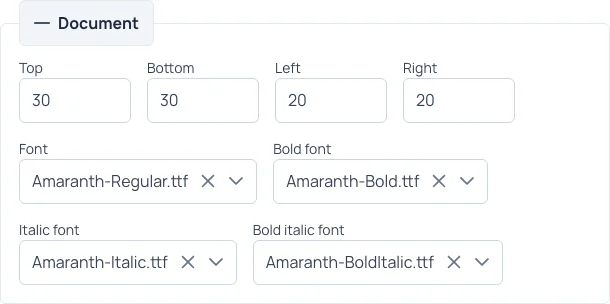 Document
Top Bottom Left Right
30 30 20 20
Font Bold font
Amaranth-Regular.ttf Amaranth-Bold.ttf
Italic font Bold italic font
Amaranth-Italic.ttf Amaranth-BoldItalic.ttf